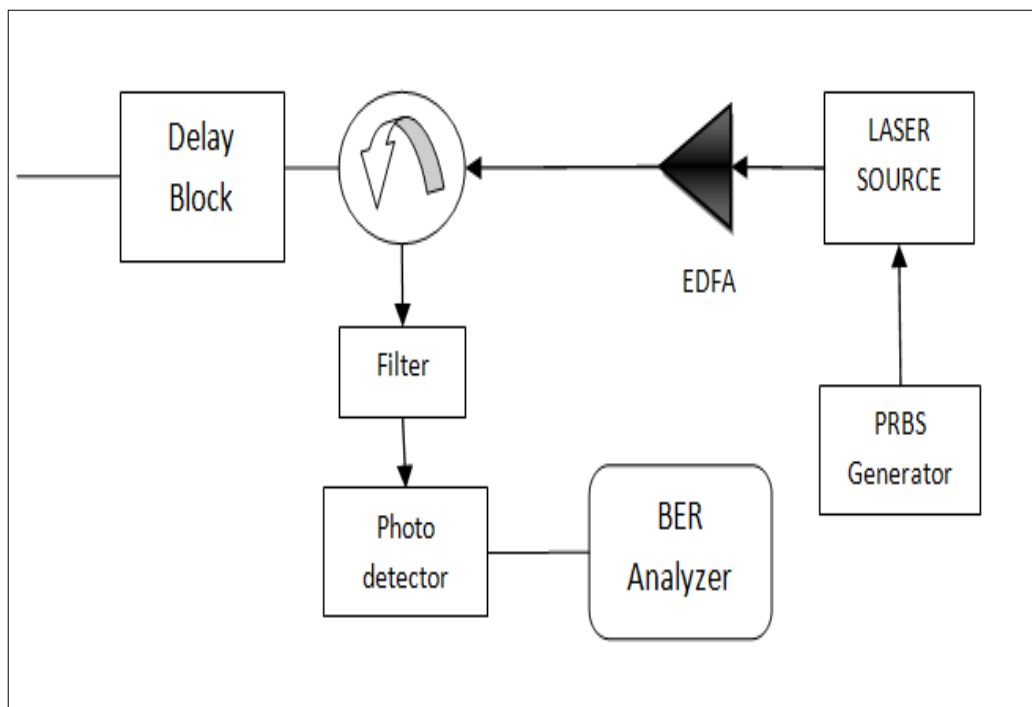 Delay
Block
LASER
SOURCE
EDFA
Filter
PRBS
Generator
Photo
detector
BER
Analyzer